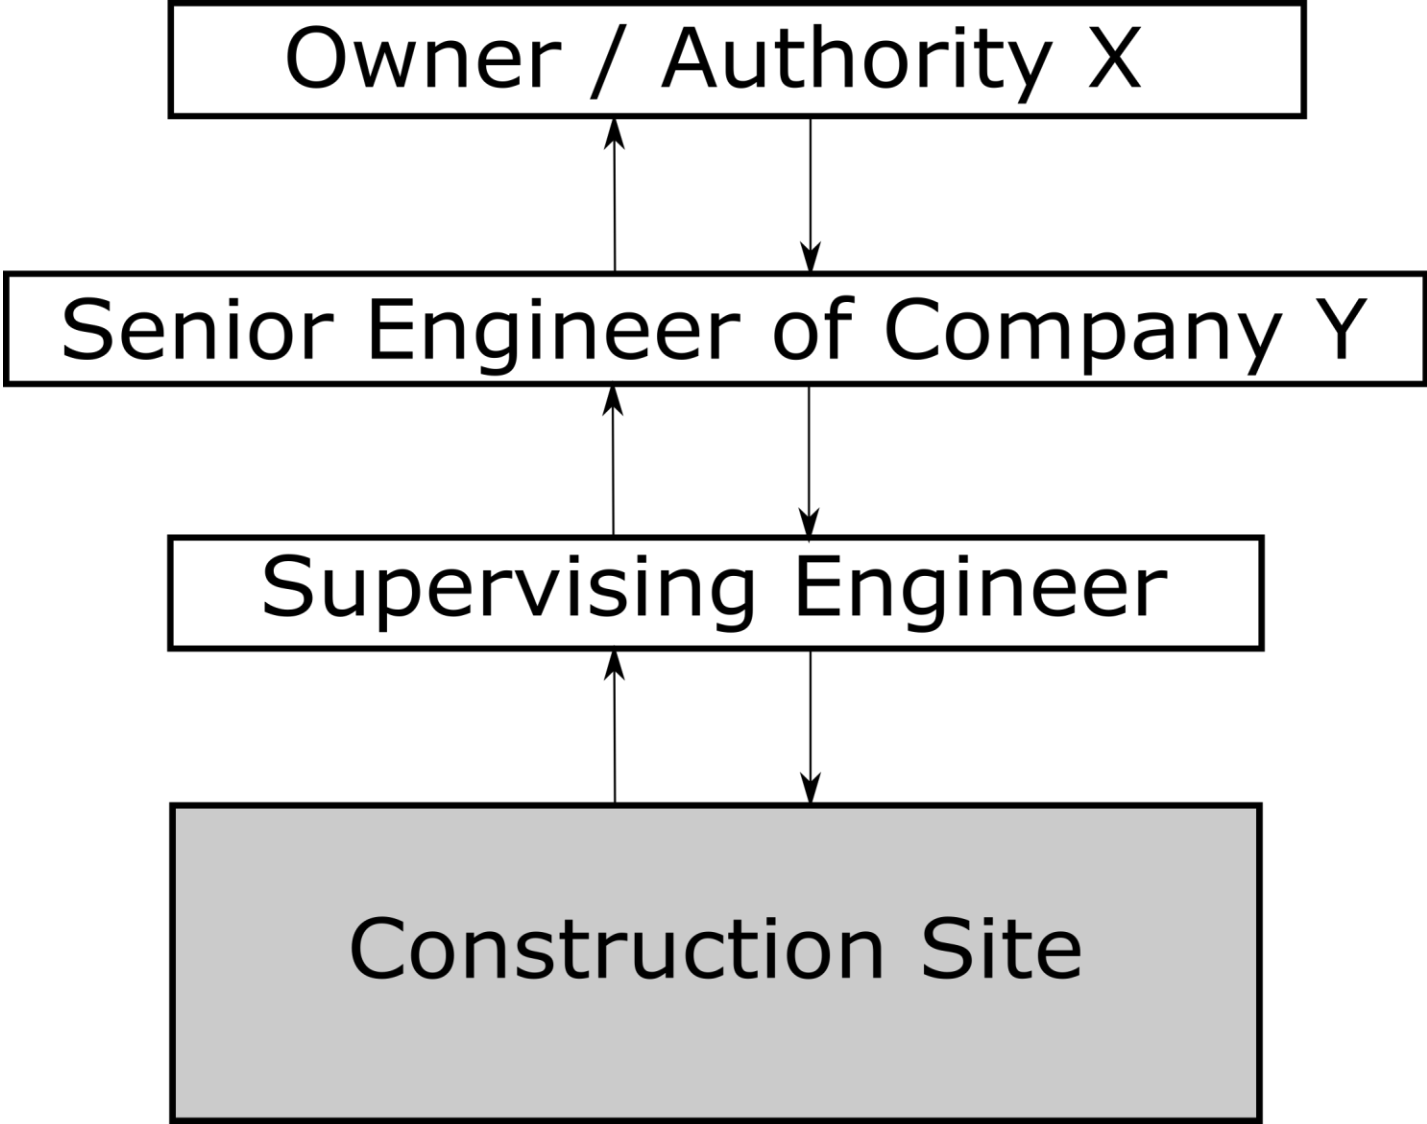 Owner / Authority X
Senior Engineer of Company Y
Supervising Engineer
Construction Site